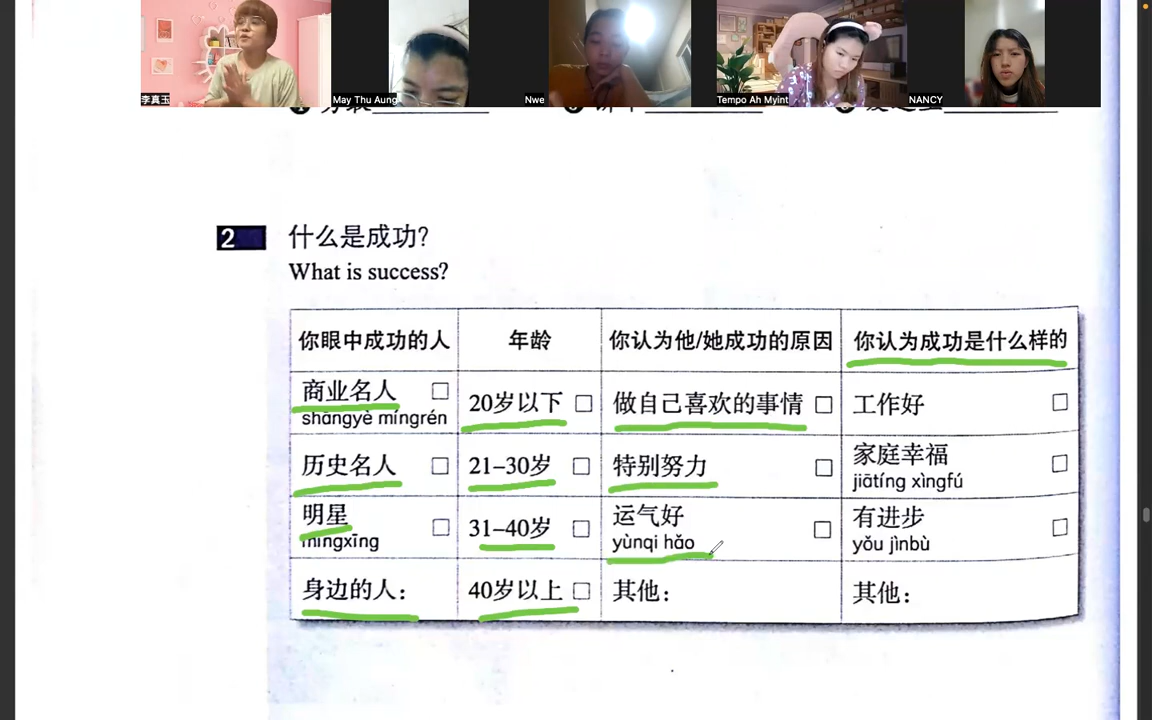 李真玉
May Thu Aung
Nwe
Tempo Ah Myint
NANCY
2 什么是成功?
What is success?
你眼中成功的人 年龄 你认为他/她成功的原因 你认为成功是什么样的
商业名人 □ 20岁以下 □ 做自己喜欢的事情 □ 工作好 □
shāngyè míngrén
历史名人 □ 21–30岁 □ 特别努力 □ 家庭幸福 □
jiātíng xìngfú
明星 □ 31–40岁 □ 运气好 □ 有进步 □
míngxīng yùnqi hǎo yǒu jìnbù
身边的人: 40岁以上 □ 其他: 其他: